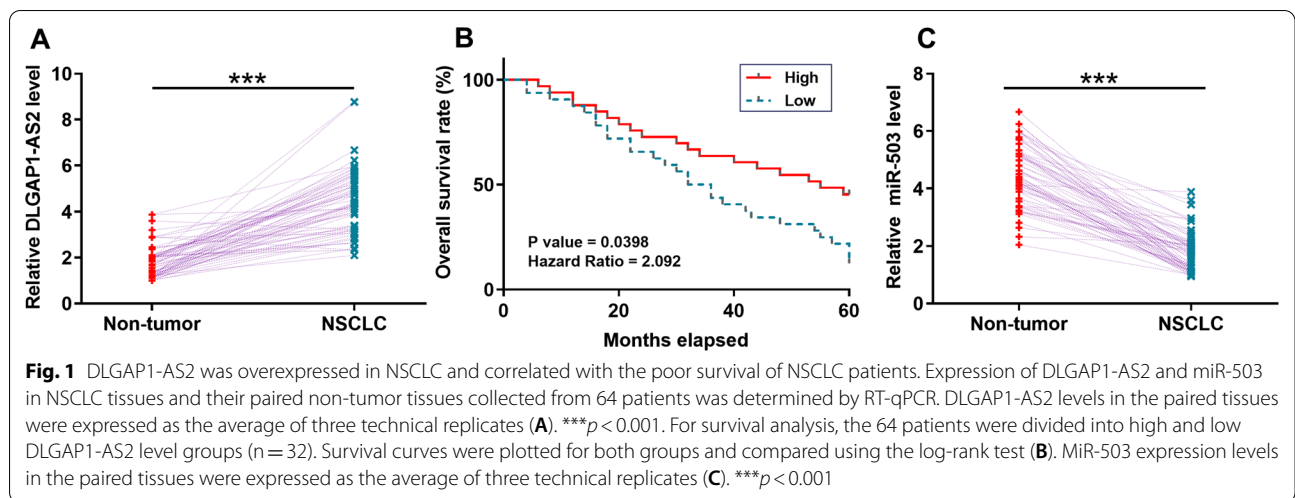 A
***
Relative DLGAP1-AS2 level
10
8
6
4
2
0
Non-tumor NSCLC
B
Overall survival rate (%)
100
50
0
High
Low
P value = 0.0398
Hazard Ratio = 2.092
0 20 40 60
Months elapsed
C
***
Relative miR-503 level
8
6
4
2
0
Non-tumor NSCLC
Fig. 1 DLGAP1-AS2 was overexpressed in NSCLC and correlated with the poor survival of NSCLC patients. Expression of DLGAP1-AS2 and miR-503
in NSCLC tissues and their paired non-tumor tissues collected from 64 patients was determined by RT-qPCR. DLGAP1-AS2 levels in the paired tissues
were expressed as the average of three technical replicates (A). ***p < 0.001. For survival analysis, the 64 patients were divided into high and low
DLGAP1-AS2 level groups (n = 32). Survival curves were plotted for both groups and compared using the log-rank test (B). MiR-503 expression levels
in the paired tissues were expressed as the average of three technical replicates (C). ***p < 0.001